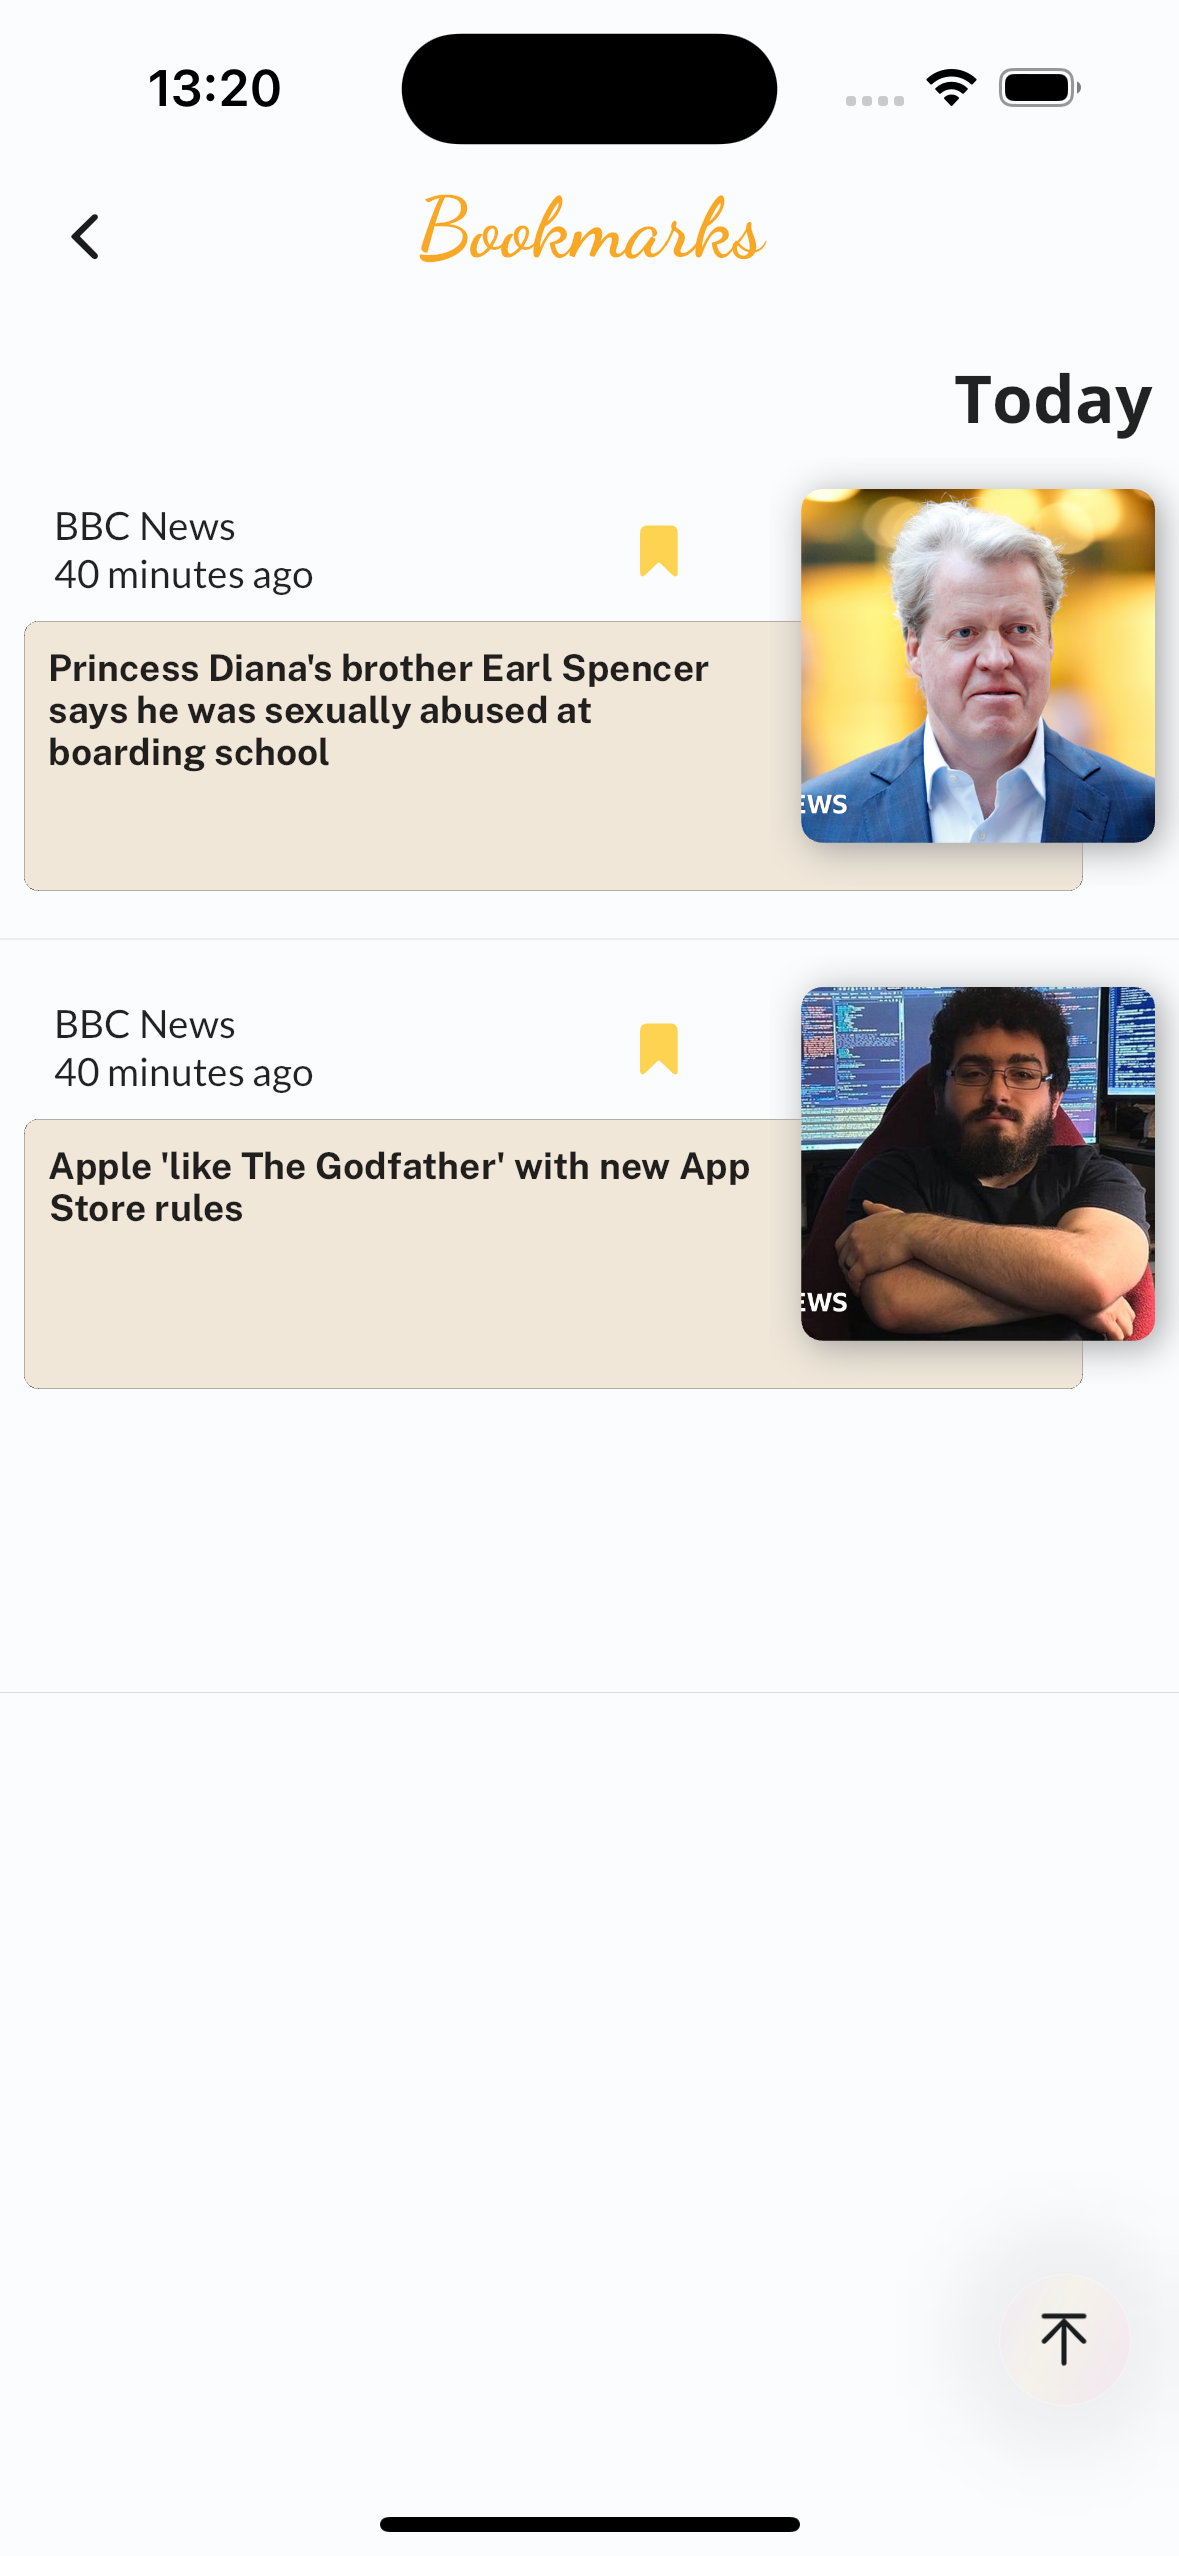 13:20
Bookmarks
Today
BBC News
40 minutes ago
Princess Diana's brother Earl Spencer
says he was sexually abused at
boarding school
EWS
BBC News
40 minutes ago
Apple 'like The Godfather' with new App
Store rules
EWS